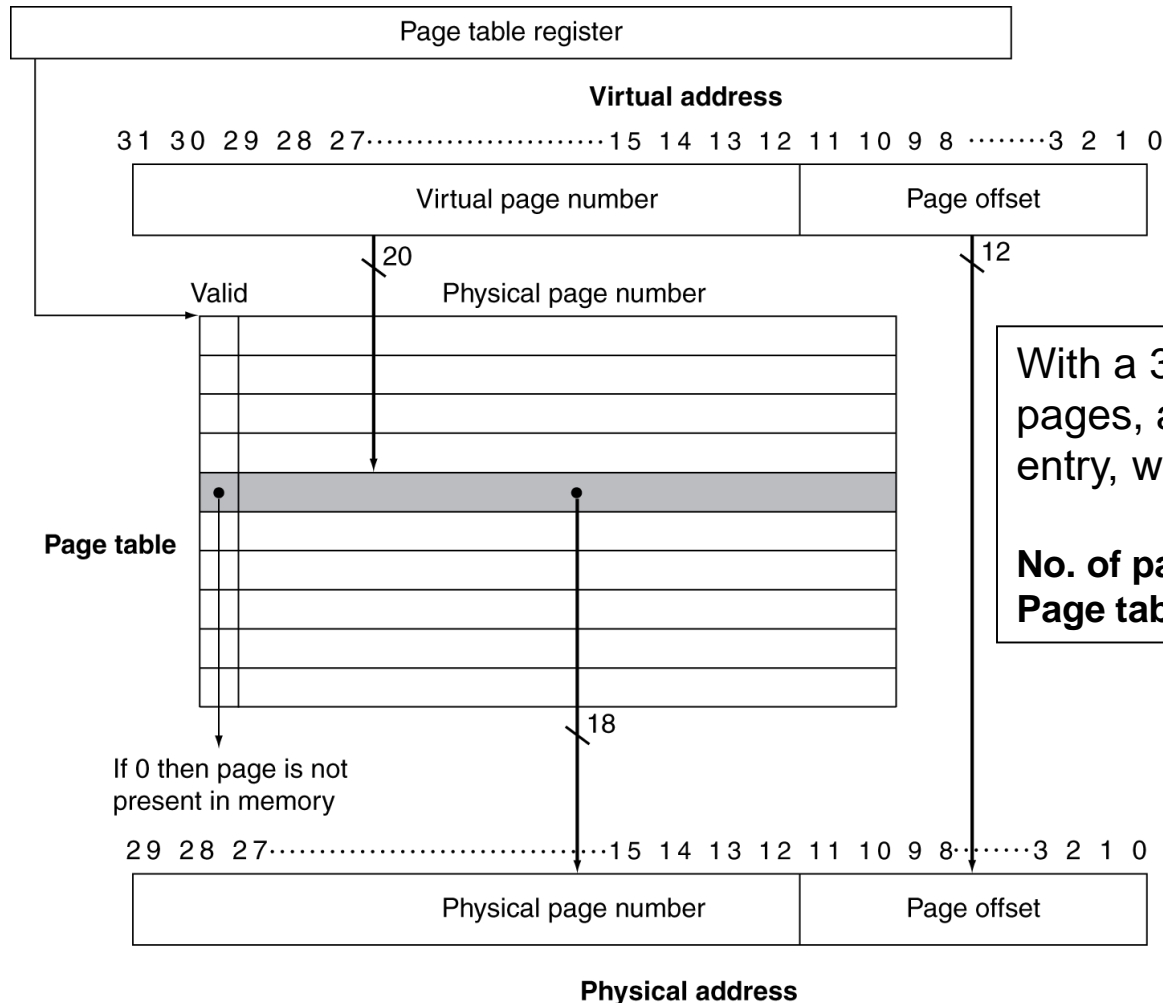 Page table register
Virtual address
31 30 29 28 27························15 14 13 12 11 10 9 8 ········3 2 1 0
Virtual page number Page offset
20 12
Valid Physical page number
With a 3
pages, a
entry, w
Page table
No. of pa
Page tab
18
If 0 then page is not
present in memory
29 28 27··································15 14 13 12 11 10 9 8········3 2 1 0
Physical page number Page offset
Physical address